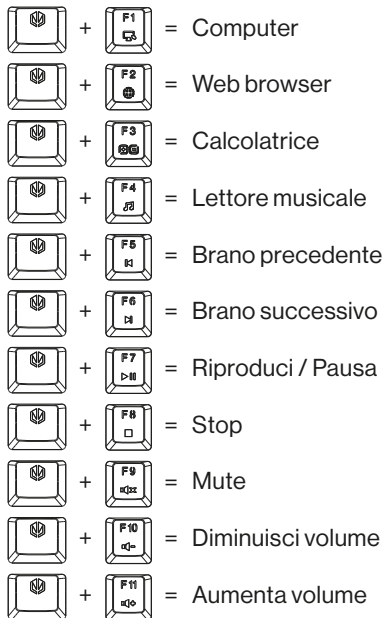 + F1 = Computer
+ F2 = Web browser
+ F3 = Calcolatrice
+ F4 = Lettore musicale
+ F5 = Brano precedente
+ F6 = Brano successivo
+ F7 = Riproduci / Pausa
+ F8 = Stop
+ F9 = Mute
+ F10 = Diminuisci volume
+ F11 = Aumenta volume